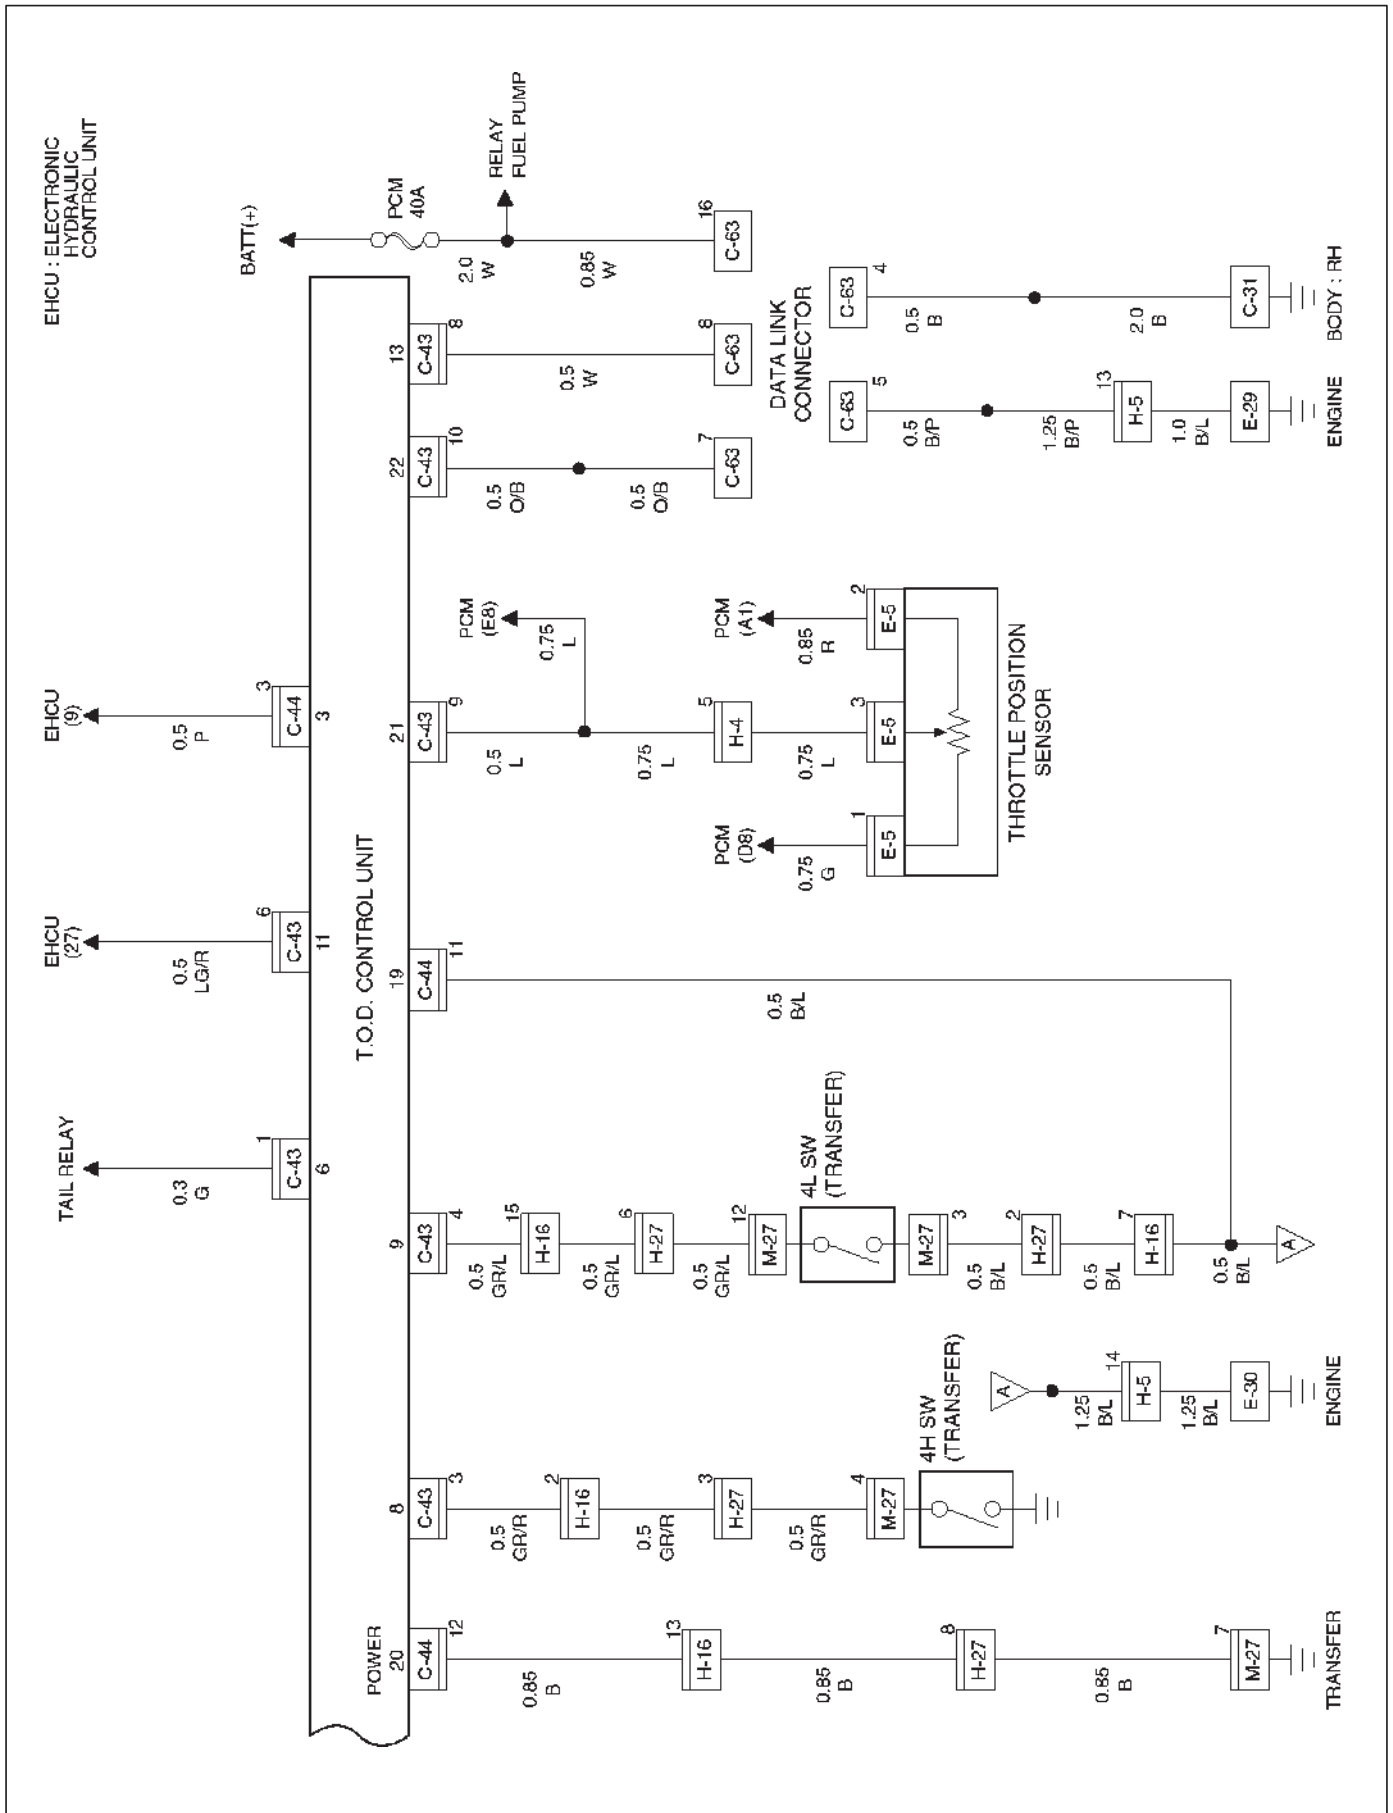 EHCU : ELECTRONIC
HYDRAULIC
CONTROL UNIT
TAIL RELAY
EHCU
(27)
EHCU
(9)
BATT(+)
0.3
G
0.5
LG/R
0.5
P
PCM
40A
RELAY
FUEL PUMP
1
C-43
6
6
C-43
11
3
C-44
3
T.O.D. CONTROL UNIT
POWER
20
C-44
12
8
C-43
3
9
C-43
4
19
C-44
11
21
C-43
9
22
C-43
10
13
C-43
8
2.0
W
0.85
W
16
C-63
0.85
B
13
H-16
0.85
B
8
H-27
0.85
B
7
M-27
TRANSFER
0.5
GR/R
2
H-16
0.5
GR/R
3
H-27
0.5
GR/R
4
M-27
4H SW
(TRANSFER)
A
1.25
B/L
14
H-5
1.25
B/L
E-30
ENGINE
0.5
GR/L
15
H-16
0.5
GR/L
6
H-27
0.5
GR/L
12
M-27
4L SW
(TRANSFER)
M-27
3
0.5
B/L
2
H-27
0.5
B/L
7
H-16
0.5
B/L
A
0.5
B/L
0.5
L
PCM
(E8)
0.75
L
0.75
L
5
H-4
0.75
L
3
E-5
PCM
(D8)
0.75
G
1
E-5
PCM
(A1)
0.85
R
2
E-5
THROTTLE POSITION
SENSOR
0.5
O/B
0.5
O/B
7
C-63
0.5
W
8
C-63
DATA LINK
CONNECTOR
C-63
5
0.5
B/P
1.25
B/P
13
H-5
1.0
B/L
E-29
ENGINE
C-63
4
0.5
B
2.0
B
C-31
BODY : RH